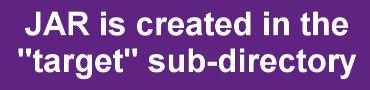 JAR is created in the
"target" sub-directory